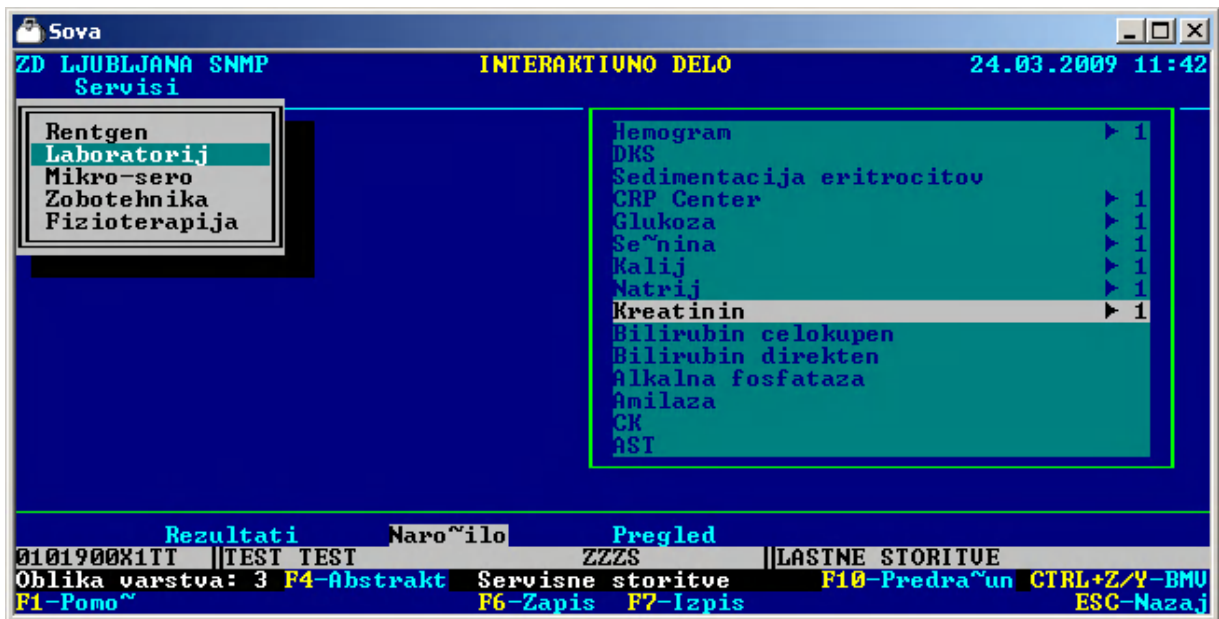 Sova
ZD LJUBLJANA SNMP INTERAKTIVNO DELO 24.03.2009 11:42
Servisi
Rentgen
Laboratorij
Mikro-sero
Zobotehnika
Fizioterapija
Hemogram ► 1
DKS
Sedimentacija eritrocitov
CRP Center ► 1
Glukoza ► 1
Se~nina ► 1
Kalij ► 1
Natrij ► 1
Kreatinin ► 1
Bilirubin celokupen
Bilirubin direkten
Alkalna fosfataza
Amilaza
CK
AST
Rezultati Naro~ilo Pregled
0101900X1TT ||TEST TEST ZZZS ||LASTNE STORITVE
Oblika varstva: 3 F4-Abstrakt Servisne storitve F10-Predra~un CTRL+Z/Y-BMV
F1-Pomo~ F6-Zapis F7-Izpis ESC-Nazaj